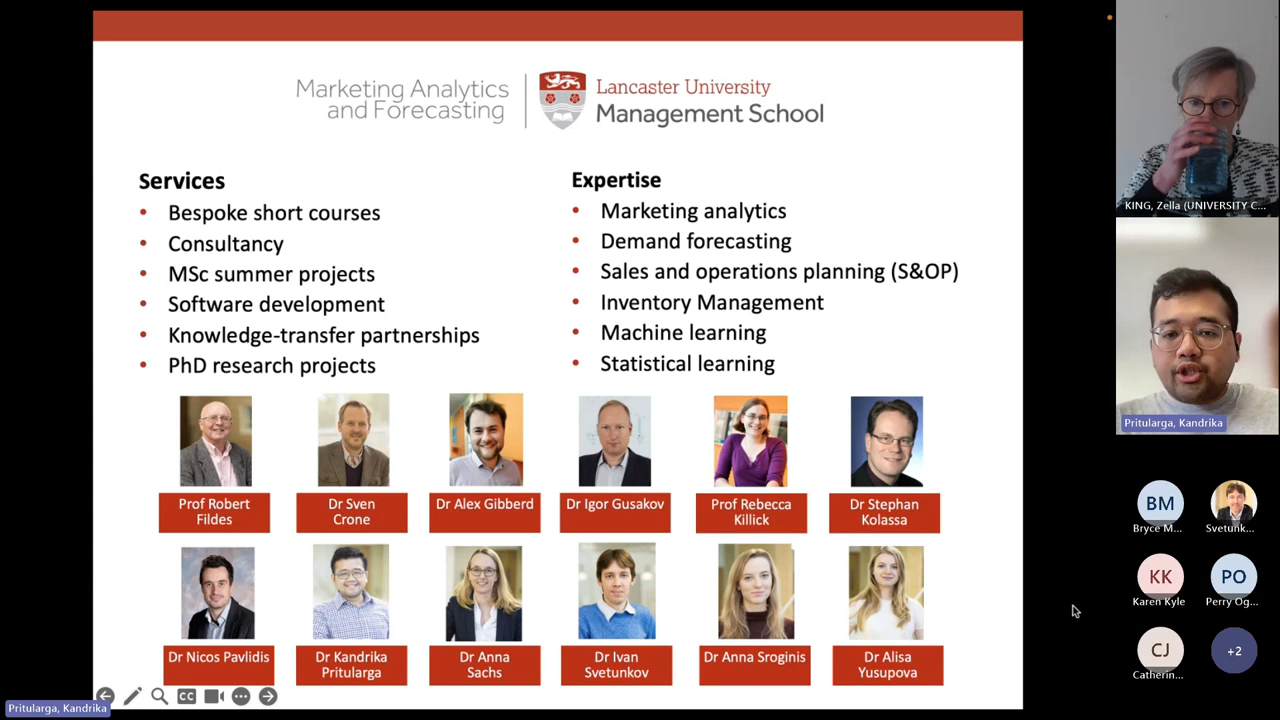 Marketing Analytics
and Forecasting
Lancaster University
Management School
Services
• Bespoke short courses
• Consultancy
• MSc summer projects
• Software development
• Knowledge-transfer partnerships
• PhD research projects
Expertise
• Marketing analytics
• Demand forecasting
• Sales and operations planning (S&OP)
• Inventory Management
• Machine learning
• Statistical learning
Prof Robert
Fildes
Dr Sven
Crone
Dr Alex Gibberd
Dr Igor Gusakov
Prof Rebecca
Killick
Dr Stephan
Kolassa
Dr Nicos Pavlidis
Dr Kandrika
Pritularga
Dr Anna
Sachs
Dr Ivan
Svetunkov
Dr Anna Sroginis
Dr Alisa
Yusupova
CC
Pritularga, Kandrika
KING, Zella (UNIVERSITY C...
Pritularga, Kandrika
BM
Bryce M...
Svetunk...
KK
Karen Kyle
PO
Perry Og...
CJ
Catherin...
+2